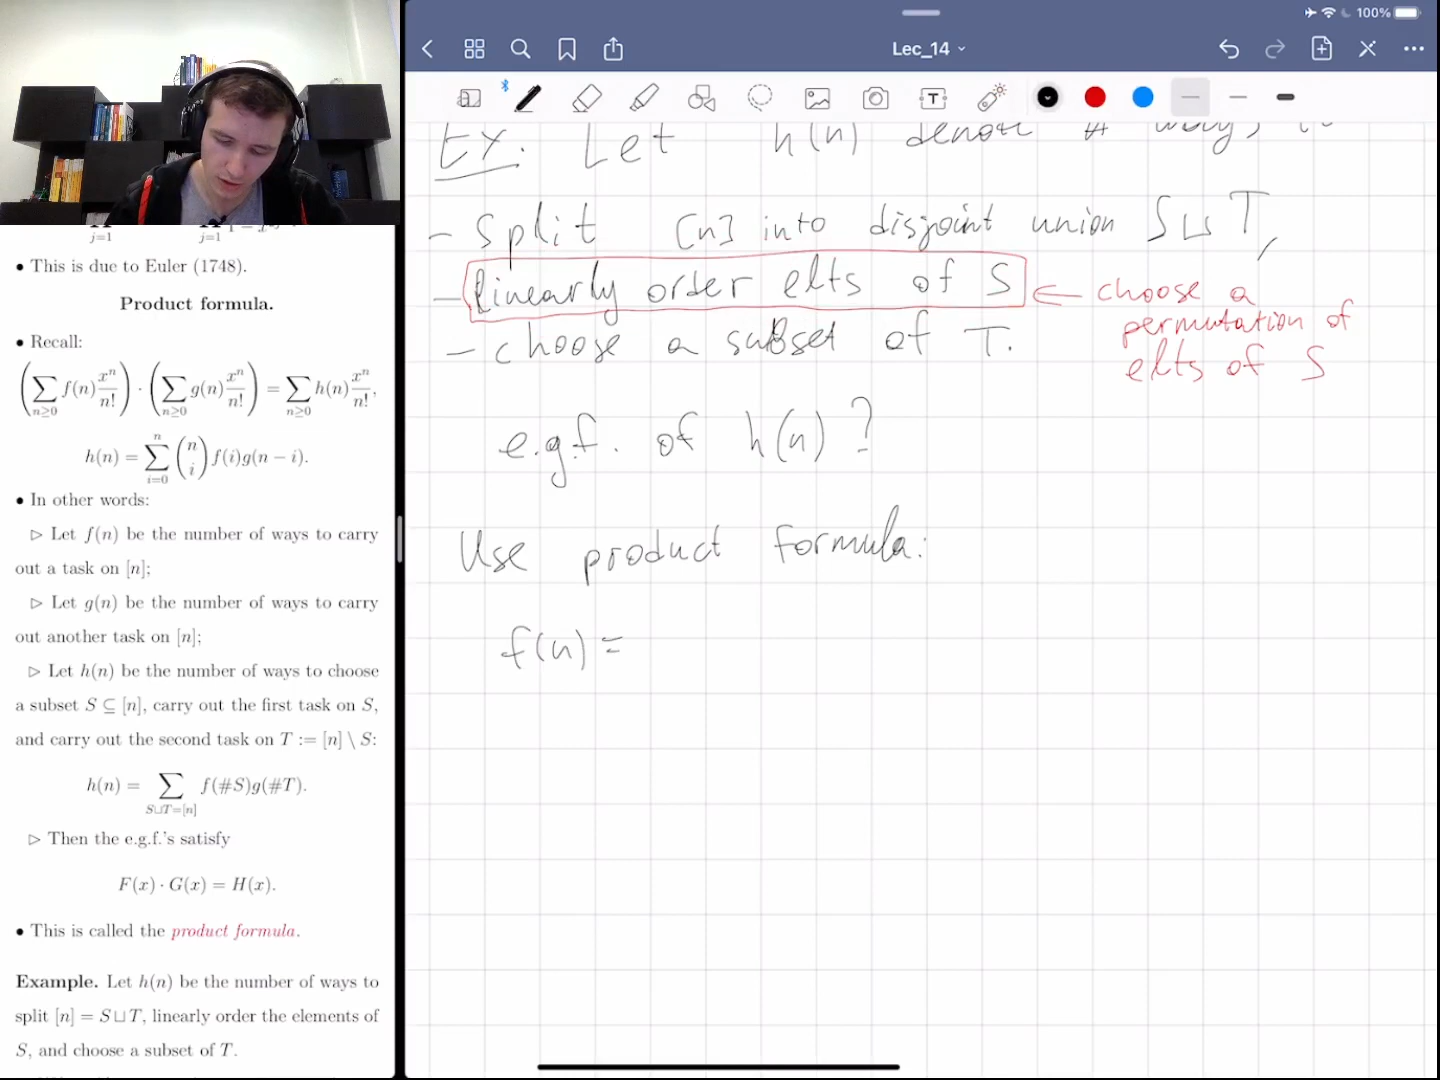 100%
Lec_14
Ex: Let h(n) denote # ways to
- Split [n] into disjoint union S⊔T,
- linearly order elts of S ← choose a permutation of elts of S
- choose a subset of T.
e.g.f. of h(n)?
Use product formula:
f(n) =
j=1 j=1
• This is due to Euler (1748).
Product formula.
• Recall:
(∑_{n≥0} f(n) x^n/n!) · (∑_{n≥0} g(n) x^n/n!) = ∑_{n≥0} h(n) x^n/n!,
h(n) = ∑_{i=0}^{n} (n i) f(i)g(n − i).
• In other words:
▷ Let f(n) be the number of ways to carry
out a task on [n];
▷ Let g(n) be the number of ways to carry
out another task on [n];
▷ Let h(n) be the number of ways to choose
a subset S ⊆ [n], carry out the first task on S,
and carry out the second task on T := [n] \ S:
h(n) = ∑_{S⊔T=[n]} f(#S)g(#T).
▷ Then the e.g.f.'s satisfy
F(x) · G(x) = H(x).
• This is called the product formula.
Example. Let h(n) be the number of ways to
split [n] = S ⊔ T, linearly order the elements of
S, and choose a subset of T.